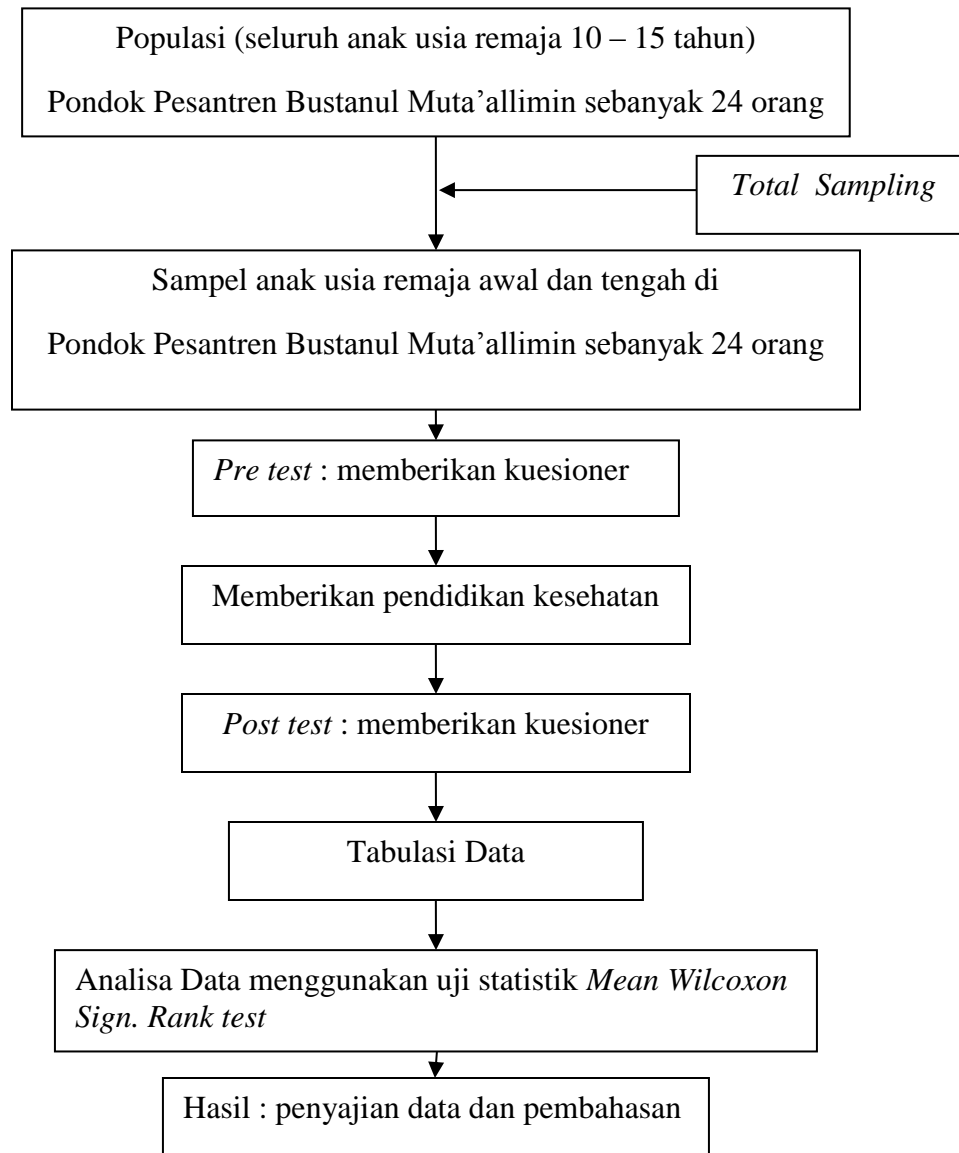 Populasi (seluruh anak usia remaja 10 – 15 tahun)
Pondok Pesantren Bustanul Muta’allimin sebanyak 24 orang
Total Sampling
Sampel anak usia remaja awal dan tengah di
Pondok Pesantren Bustanul Muta’allimin sebanyak 24 orang
Pre test : memberikan kuesioner
Memberikan pendidikan kesehatan
Post test : memberikan kuesioner
Tabulasi Data
Analisa Data menggunakan uji statistik Mean Wilcoxon
Sign. Rank test
Hasil : penyajian data dan pembahasan